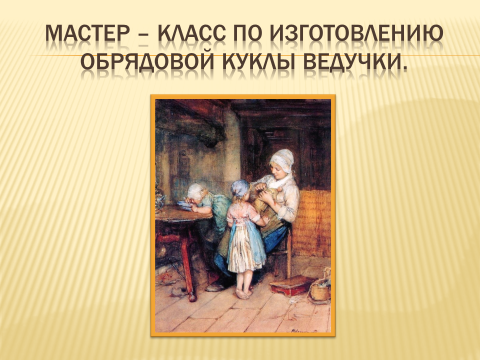 МАСТЕР – КЛАСС ПО ИЗГОТОВЛЕНИЮ
ОБРЯДОВОЙ КУКЛЫ ВЕДУЧКИ.